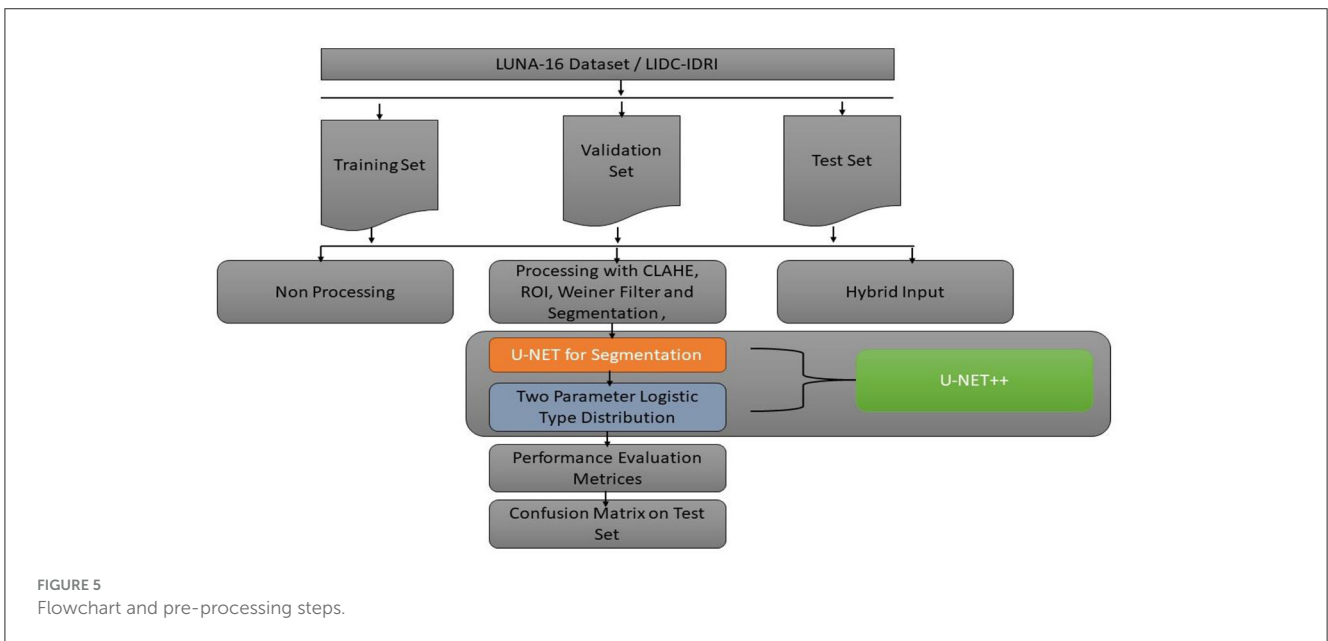 LUNA-16 Dataset / LIDC-IDRI
Training Set
Validation
Set
Test Set
Non Processing
Processing with CLAHE,
ROI, Weiner Filter and
Segmentation ,
Hybrid Input
U-NET for Segmentation
Two Parameter Logistic
Type Distribution
U-NET++
Performance Evaluation
Metrices
Confusion Matrix on Test
Set
FIGURE 5
Flowchart and pre-processing steps.